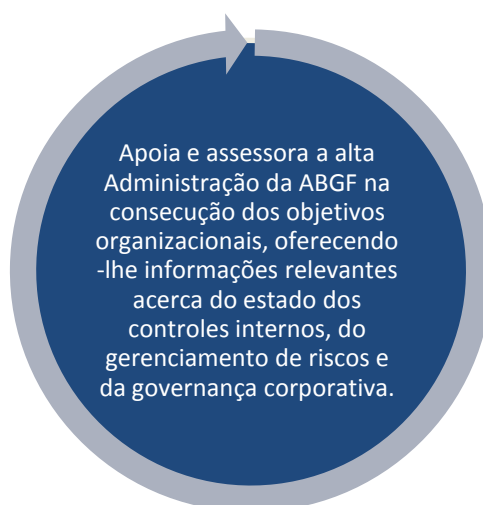 Apoia e assessora a alta
Administração da ABGF na
consecução dos objetivos
organizacionais, oferecendo
-lhe informações relevantes
acerca do estado dos
controles internos, do
gerenciamento de riscos e
da governança corporativa.